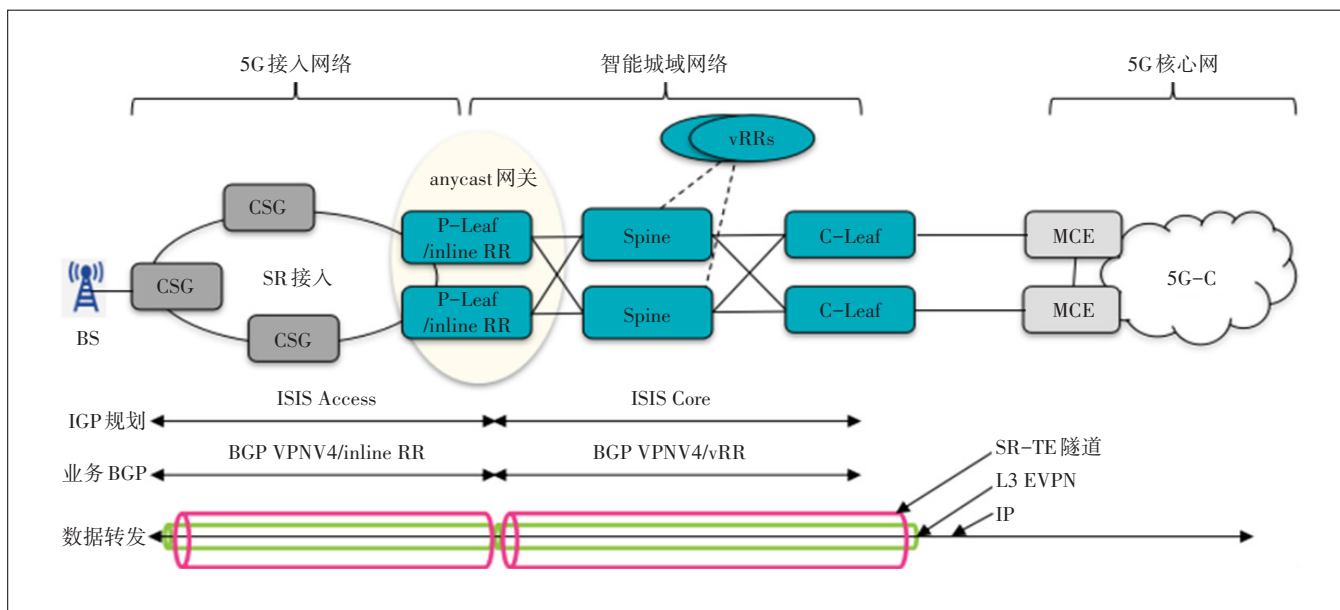 5G接入网络
智能城域网络
5G核心网
vRRs
anycast网关
CSG
P-Leaf
/inline RR
Spine
C-Leaf
MCE
CSG
SR接入
5G-C
BS
CSG
P-Leaf
/inline RR
Spine
C-Leaf
MCE
IGP规划
ISIS Access
ISIS Core
业务BGP
BGP VPNV4/inline RR
BGP VPNV4/vRR
SR-TE隧道
L3 EVPN
IP
数据转发